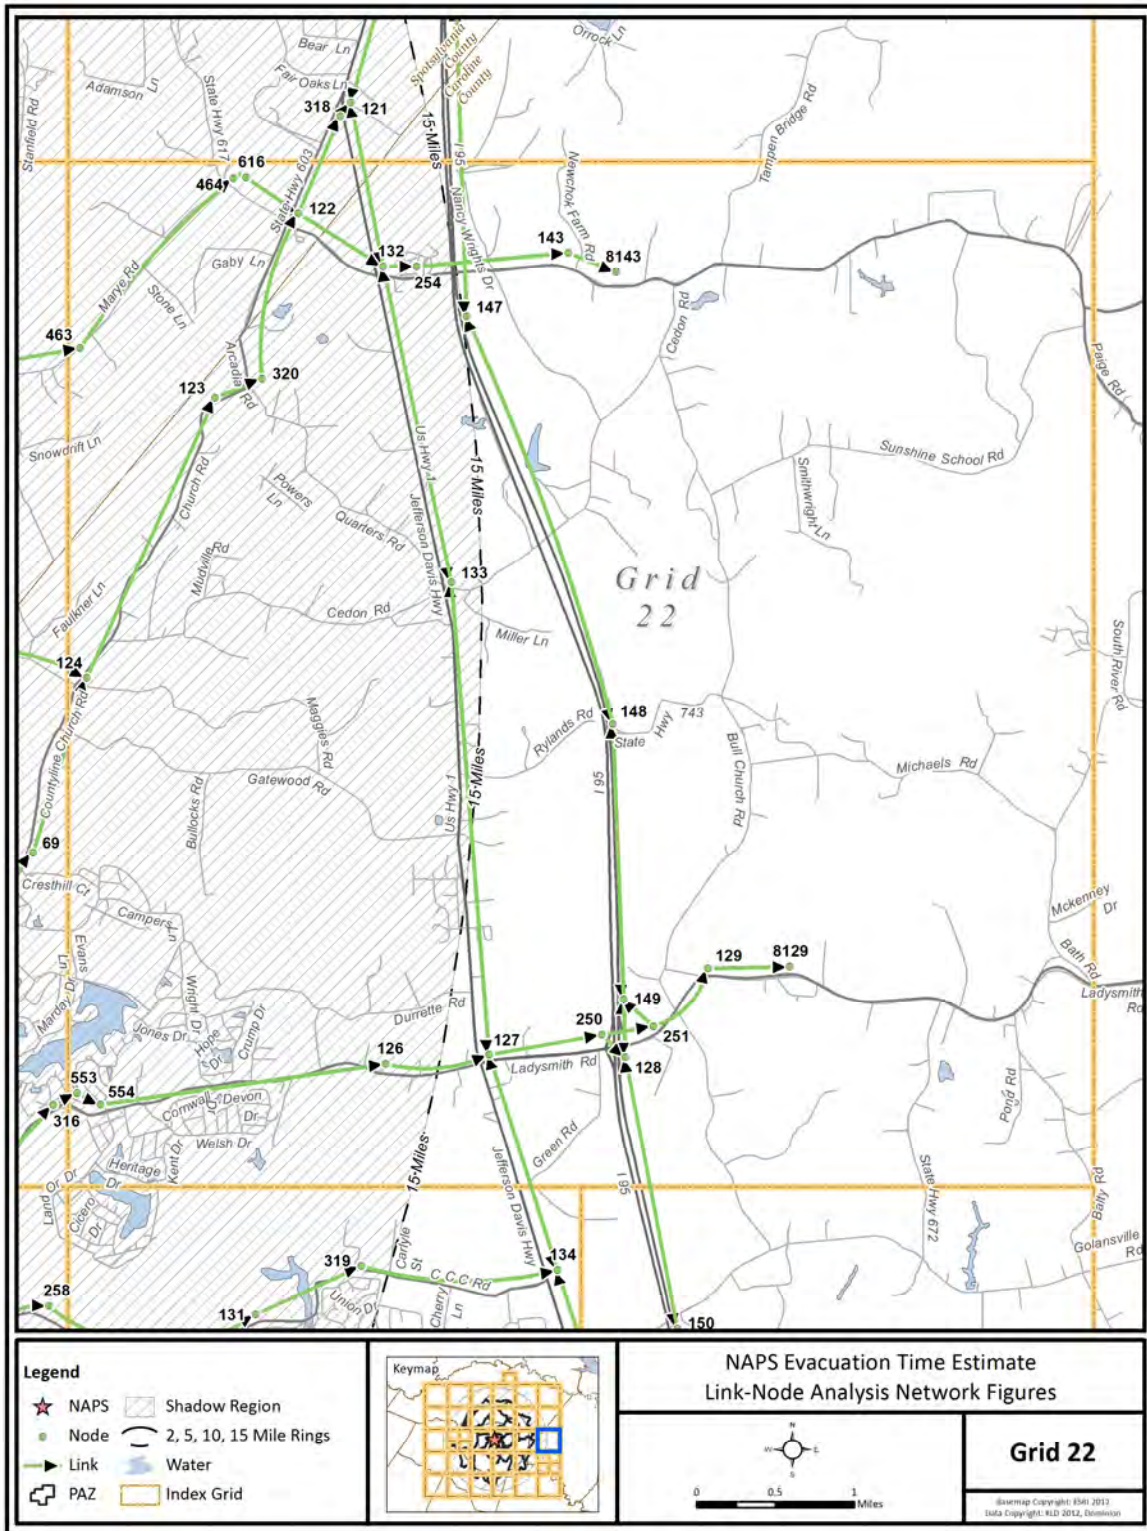 Orrock Ln
Bear Ln
Spotsylvania
County
Caroline
County
Adamson
Ln
Fair Oaks Ln
State Hwy 617
Stanfield Rd
318
121
15 Miles
I 95
Tampen Bridge Rd
616
464
State Hwy 603
122
Newchok Farm Rd
Nancy Wrights Dr
132
143
8143
254
Gaby Ln
Marye Rd
Stone Ln
147
Cedon Rd
463
Paige Rd
Arcadia
Rd
320
123
Snowdrift Ln
Church Rd
Us Hwy 1
15 Miles
Sunshine School Rd
Smithwright Ln
Powers
Ln
Jefferson Davis Hwy
Quarters Rd
Mudville Rd
133
Grid
22
Faulkner Ln
Cedon Rd
Miller Ln
South River Rd
124
Countyline Church Rd
Maggies Rd
Rylands Rd
148
State
Hwy
743
Bull Church Rd
15 Miles
Gatewood Rd
Michaels Rd
I 95
Us Hwy 1
Bullocks Rd
69
Cresthill Ct
Campers
Ln
Mckenney
Dr
Evans
Ln
Marday Dr
Wright Dr
129
8129
Bath Rd
Ladysmith
Rd
Durrette Rd
149
Jones Dr
Hope
Dr
Crump Dr
250
251
127
126
Ladysmith Rd
128
553
554
Cornwall
Dr
Devon
Dr
316
Pond Rd
Welsh Dr
Green Rd
Kent Dr
Heritage
Dr
Jefferson Davis Hwy
15 Miles
I 95
State Hwy 672
Balty Rd
Land
Or Dr
Cicero
Dr
Golansville
Rd
Carlyle
St
319
C C C Rd
134
Union Dr
Cherry
Ln
258
131
150
Legend
NAPS
Shadow Region
Node
2, 5, 10, 15 Mile Rings
Link
Water
PAZ
Index Grid
Keymap
NAPS Evacuation Time Estimate
Link-Node Analysis Network Figures
N
W
E
S
0
0.5
1
Miles
Grid 22
Basemap Copyright: ESRI 2012
Data Copyright: KLD 2012, Dominion